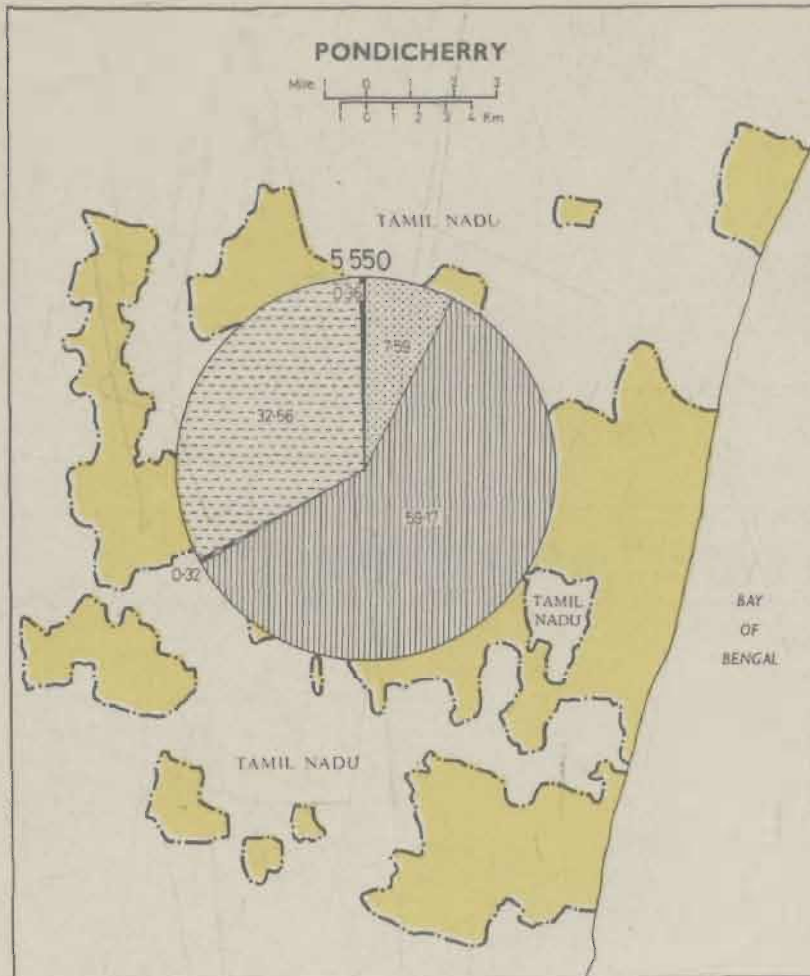 PONDICHERRY
Mile 1 0 1 2 3
1 0 1 2 3 4 Km
TAMIL NADU
5 550
0·36
7·59
32·56
59·17
0·32
TAMIL
NADU
BAY
OF
BENGAL
TAMIL NADU